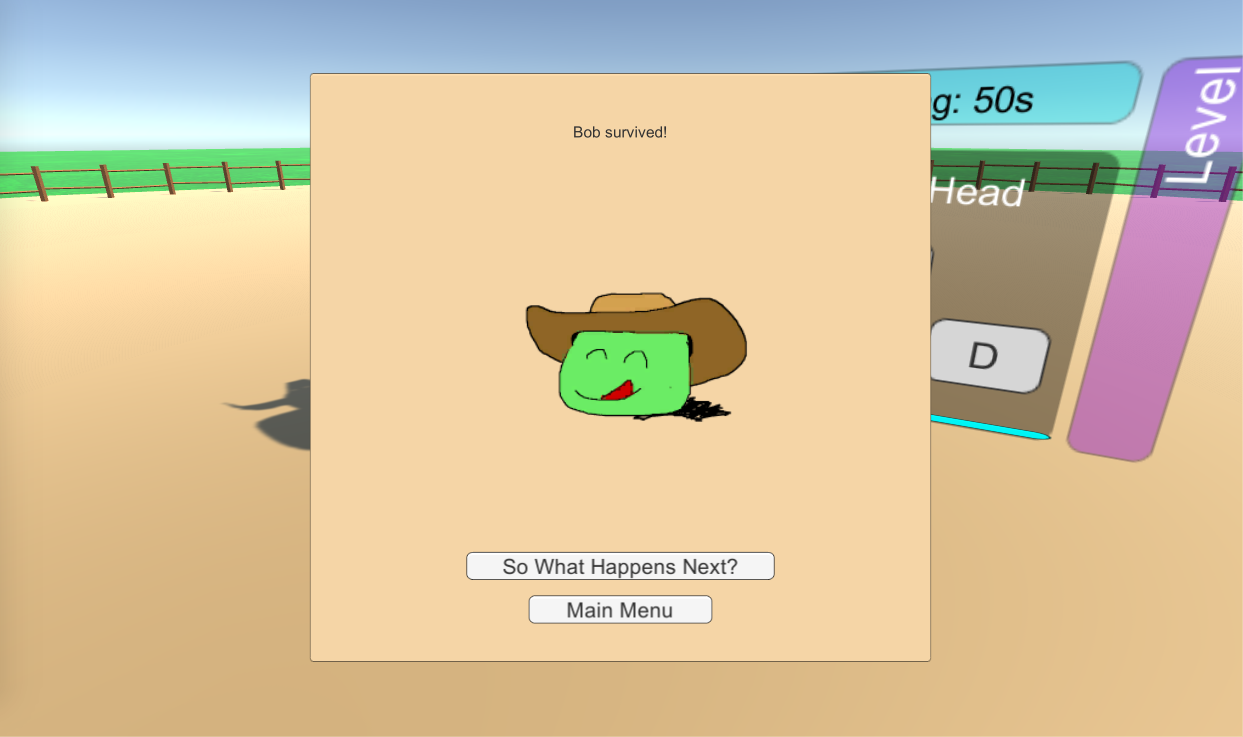 Bob survived!
g: 50s
Level
Head
D
So What Happens Next?
Main Menu